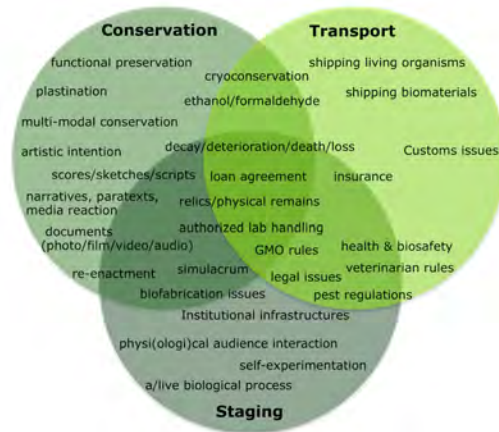 Conservation
Transport
functional preservation
shipping living organisms
cryoconservation
plastination
shipping biomaterials
ethanol/formaldehyde
multi-modal conservation
decay/deterioration/death/loss
Customs issues
artistic intention
scores/sketches/scripts
loan agreement
insurance
narratives, paratexts,
media reaction
relics/physical remains
documents
(photo/film/video/audio)
authorized lab handling
GMO rules
health & biosafety
re-enactment
simulacrum
legal issues
veterinarian rules
biofabrication issues
pest regulations
Institutional infrastructures
physi(ologi)cal audience interaction
self-experimentation
a/live biological process
Staging